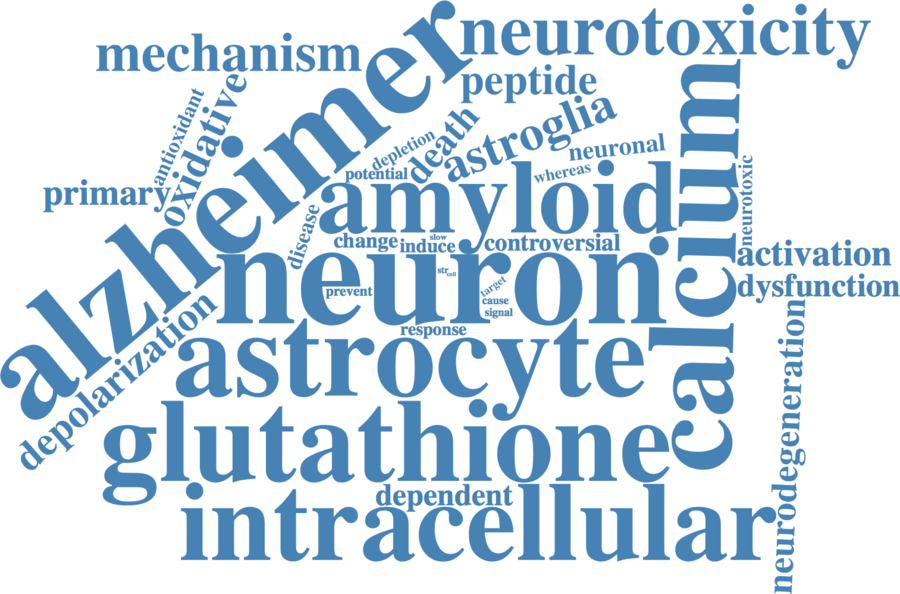 neurotoxicity
mechanism
alzheimer
peptide
calcium
oxidative
antioxidant
astroglia
death
depletion
neuronal
potential
whereas
primary
amyloid
neurotoxic
disease
change
induce
slow
controversial
activation
neuron
str
cell
target
prevent
cause
signal
dysfunction
depolarization
response
astrocyte
neurodegeneration
glutathione
dependent
intracellular